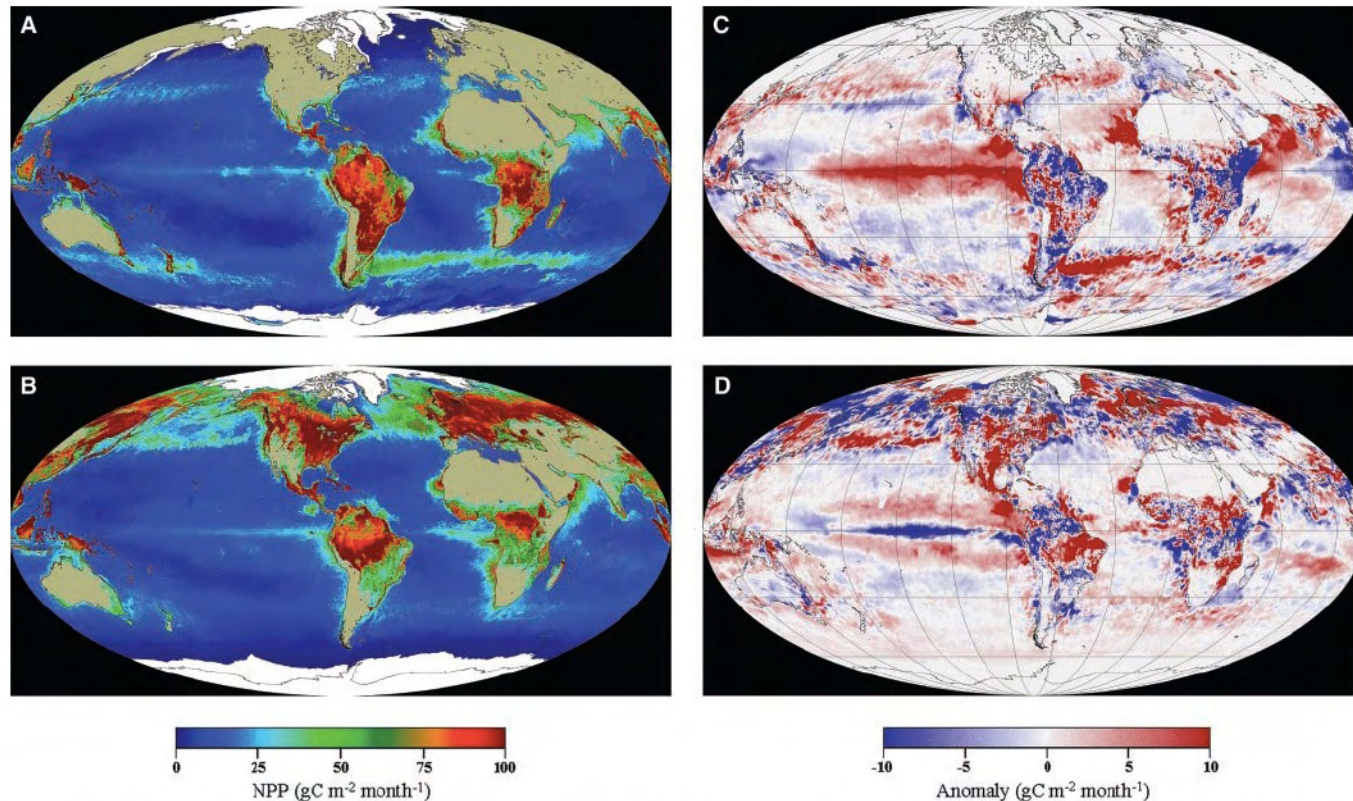 A
C
B
D
0 25 50 75 100
NPP (gC m⁻² month⁻¹)
-10 -5 0 5 10
Anomaly (gC m⁻² month⁻¹)